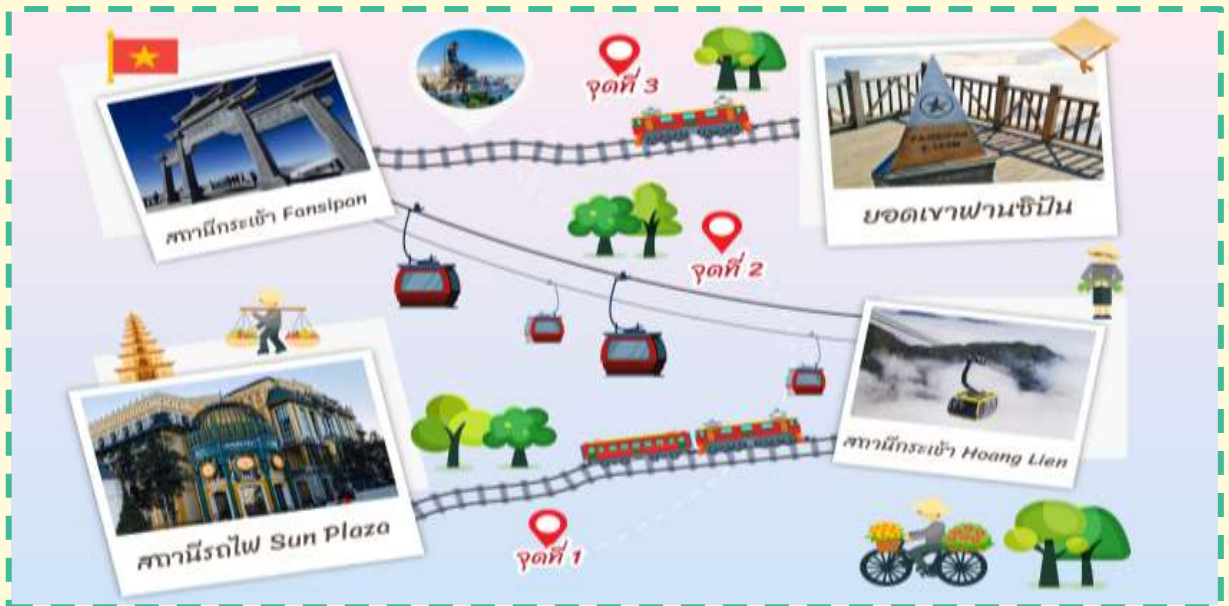 จุดที่ 3
สถานีกระเช้า Fansipan
ยอดเขาฟานซิปัน
จุดที่ 2
สถานีกระเช้า Hoang Lien
สถานีรถไฟ Sun Plaza
จุดที่ 1